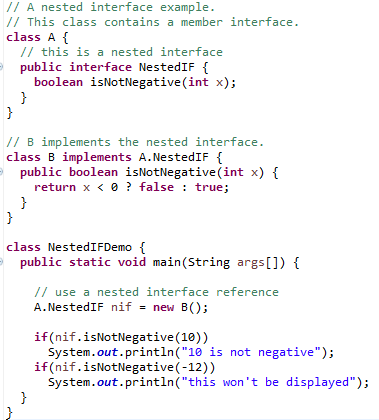 // A nested interface example.
// This class contains a member interface.
class A {
  // this is a nested interface
  public interface NestedIF {
    boolean isNotNegative(int x);
  }
}

// B implements the nested interface.
class B implements A.NestedIF {
  public boolean isNotNegative(int x) {
    return x < 0 ? false : true;
  }
}

class NestedIFDemo {
  public static void main(String args[]) {

    // use a nested interface reference
    A.NestedIF nif = new B();

    if(nif.isNotNegative(10))
      System.out.println("10 is not negative");
    if(nif.isNotNegative(-12))
      System.out.println("this won't be displayed");
  }
}